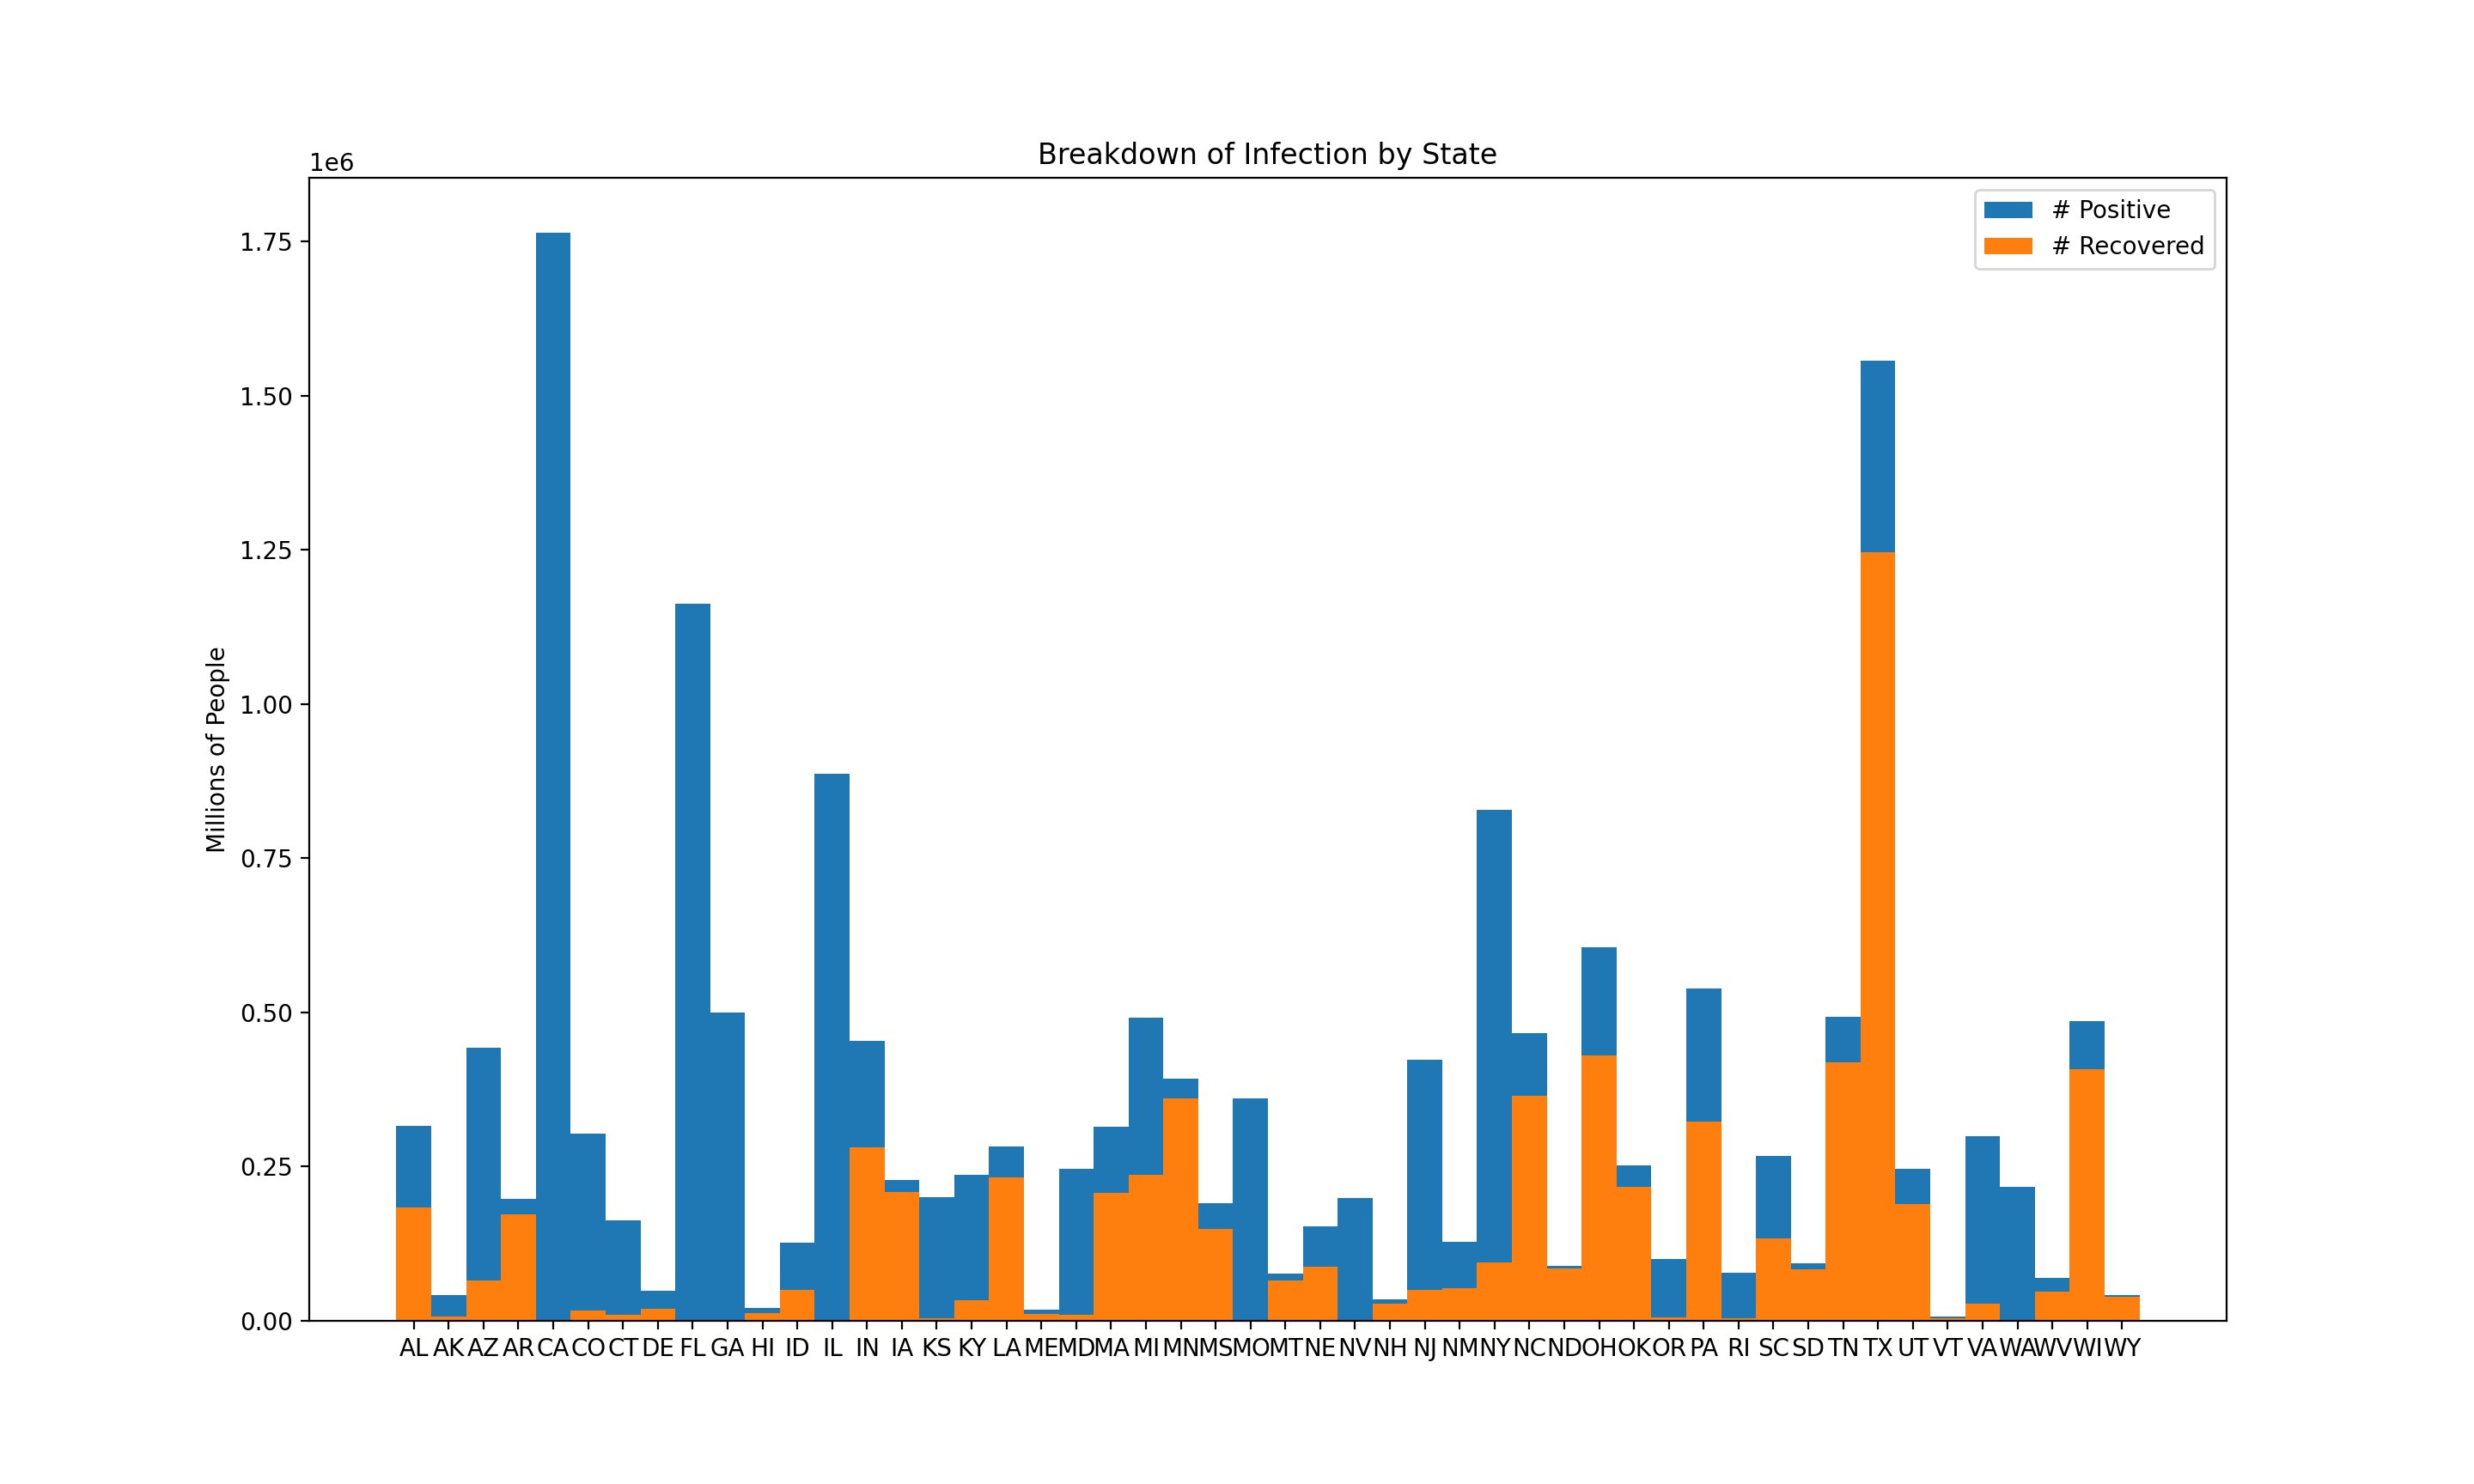 Breakdown of Infection by State
1e6
# Positive
# Recovered
1.75
1.50
1.25
1.00
0.75
0.50
0.25
0.00
Millions of People
AL AK AZ AR CA CO CT DE FL GA HI ID IL IN IA KS KY LA ME MD MA MI MN MS MO MT NE NV NH NJ NM NY NC ND OH OK OR PA RI SC SD TN TX UT VT VA WA WV WI WY